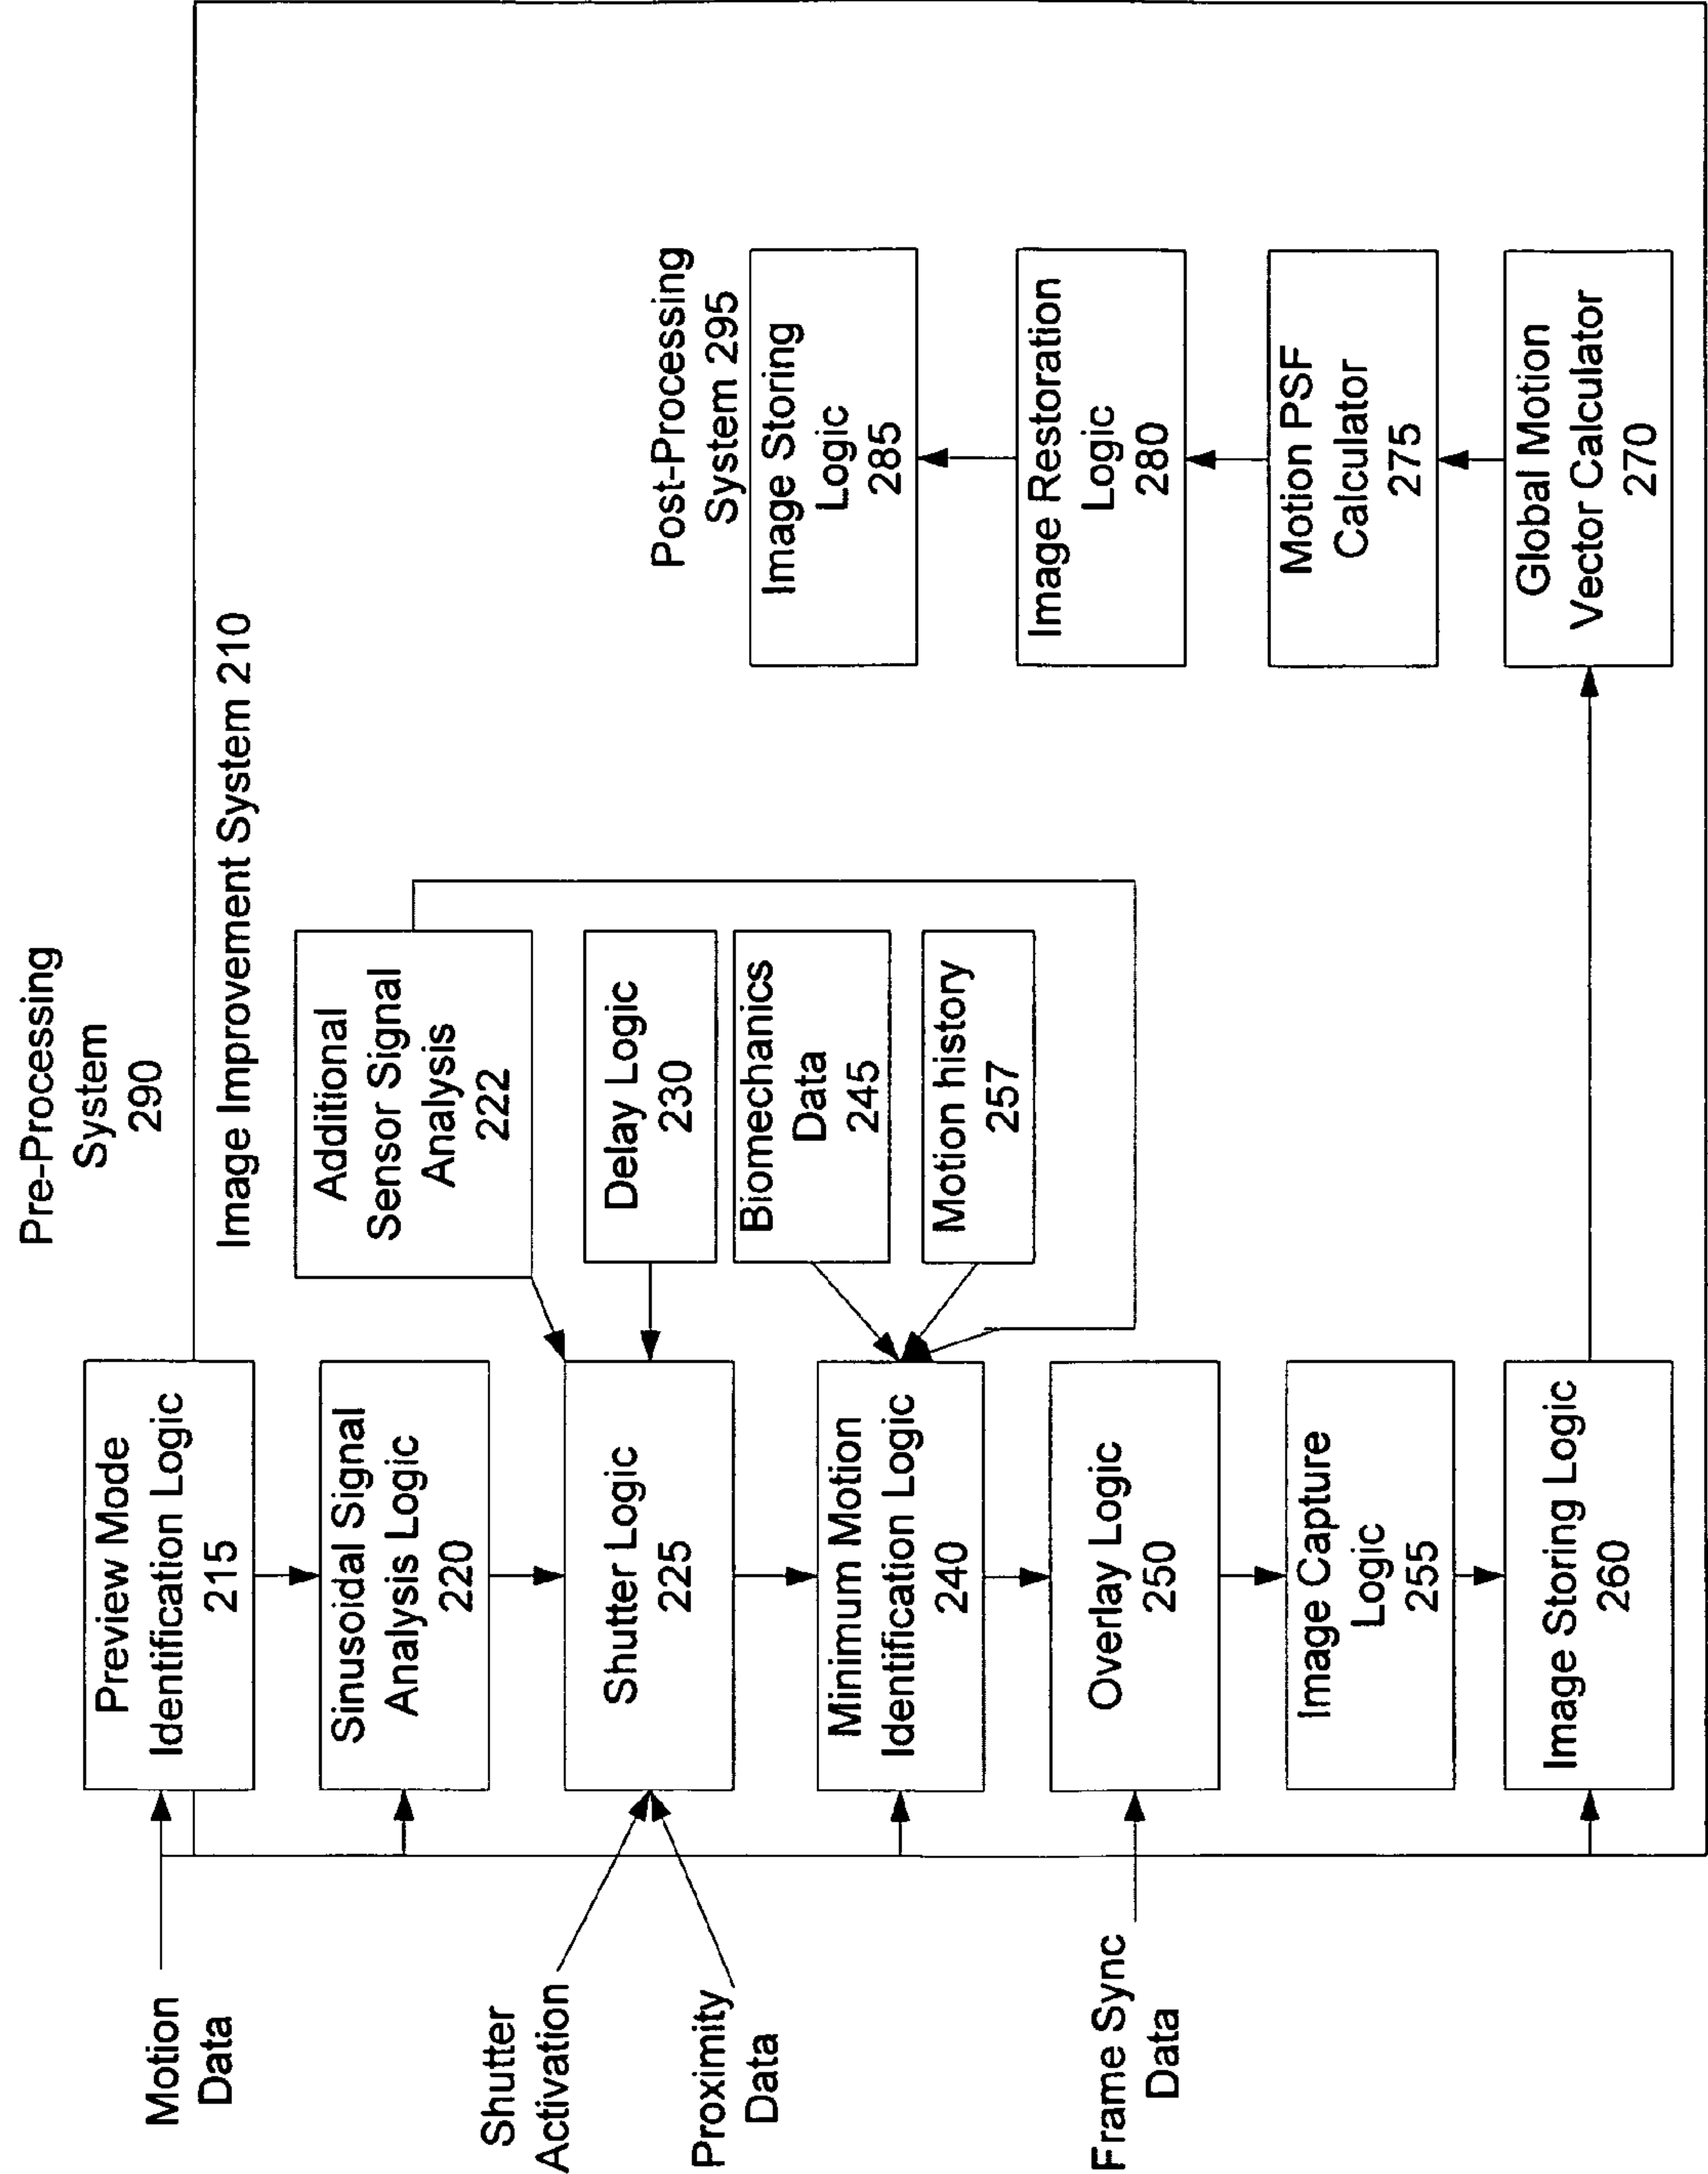 Pre-Processing
System
290
Image Improvement System 210
Motion
Data
Preview Mode
Identification Logic
215
Sinusoidal Signal
Analysis Logic
220
Additional
Sensor Signal
Analysis
222
Shutter
Activation
Proximity
Data
Shutter Logic
225
Delay Logic
230
Biomechanics
Data
245
Motion history
257
Minimum Motion
Identification Logic
240
Frame Sync
Data
Overlay Logic
250
Image Capture
Logic
255
Image Storing Logic
260
Post-Processing
System 295
Image Storing
Logic
285
Image Restoration
Logic
280
Motion PSF
Calculator
275
Global Motion
Vector Calculator
270